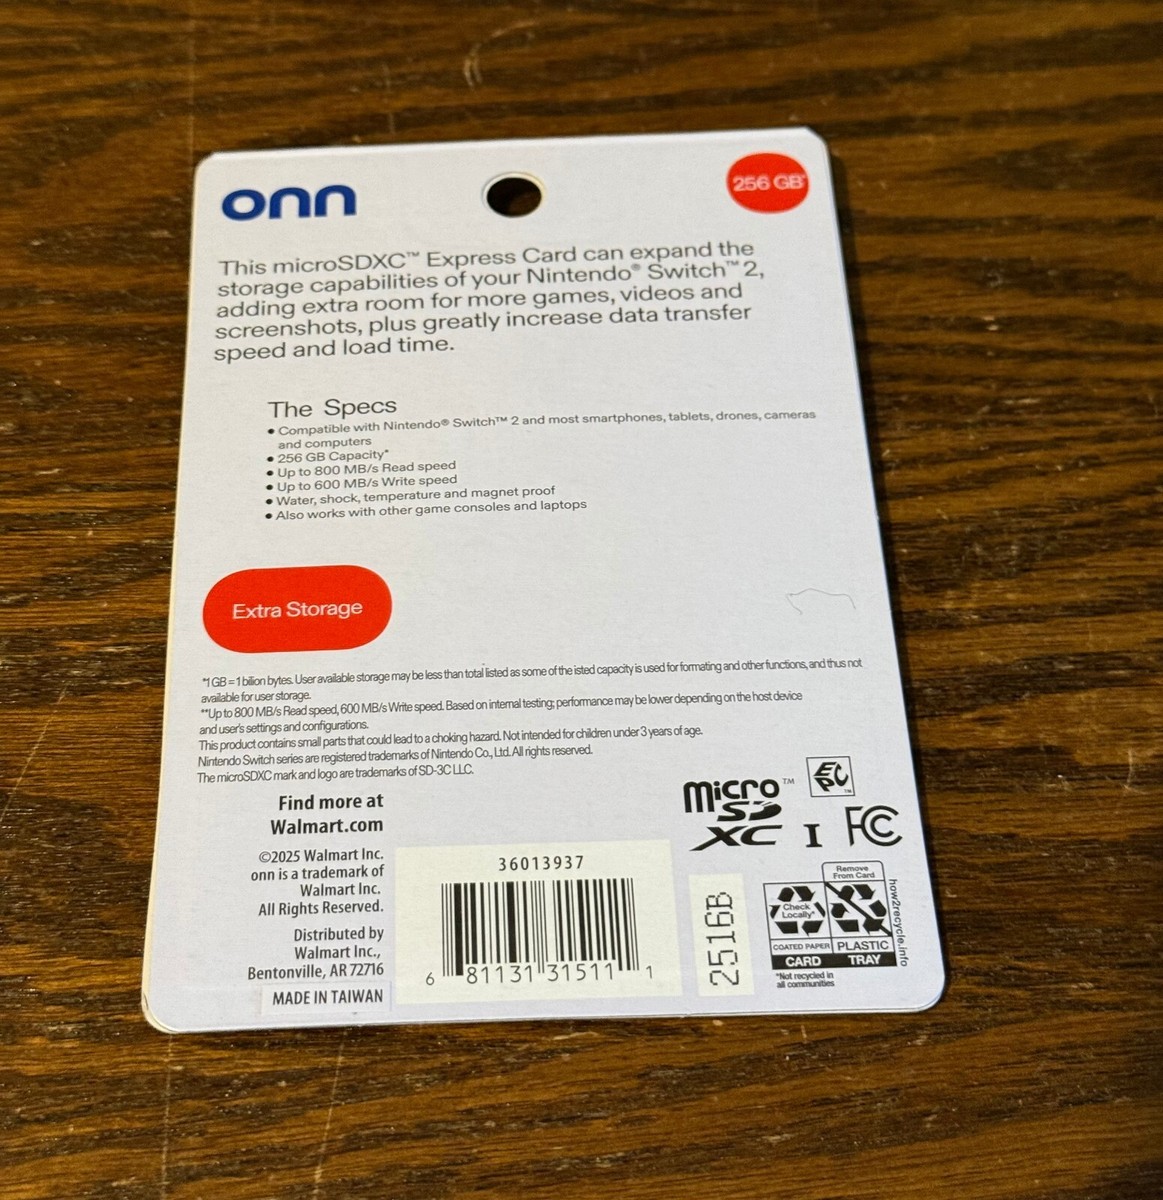 onn
256 GB*
This microSDXC™ Express Card can expand the
storage capabilities of your Nintendo® Switch™ 2,
adding extra room for more games, videos and
screenshots, plus greatly increase data transfer
speed and load time.
The Specs
• Compatible with Nintendo® Switch™ 2 and most smartphones, tablets, drones, cameras
and computers
• 256 GB Capacity*
• Up to 800 MB/s Read speed
• Up to 600 MB/s Write speed
• Water, shock, temperature and magnet proof
• Also works with other game consoles and laptops
Extra Storage
*1 GB = 1 bilion bytes. User available storage may be less than total listed as some of the isted capacity is used for formating and other functions, and thus not
available for user storage.
**Up to 800 MB/s Read speed, 600 MB/s Write speed. Based on internal testing; performance may be lower depending on the host device
and user's settings and configurations.
This product contains small parts that could lead to a choking hazard. Not intended for children under 3 years of age.
Nintendo Switch series are registered trademarks of Nintendo Co., Ltd. All rights reserved.
The microSDXC mark and logo are trademarks of SD-3C LLC.
Find more at
Walmart.com
©2025 Walmart Inc.
onn is a trademark of
Walmart Inc.
All Rights Reserved.
Distributed by
Walmart Inc.,
Bentonville, AR 72716
MADE IN TAIWAN
36013937
6 81131 31511 1
2516B
micro™
SD
XC I
EPC™
FC
Remove
From Card
Check
Locally*
COATED PAPER PLASTIC
CARD TRAY
*Not recycled in
all communities
how2recycle.info